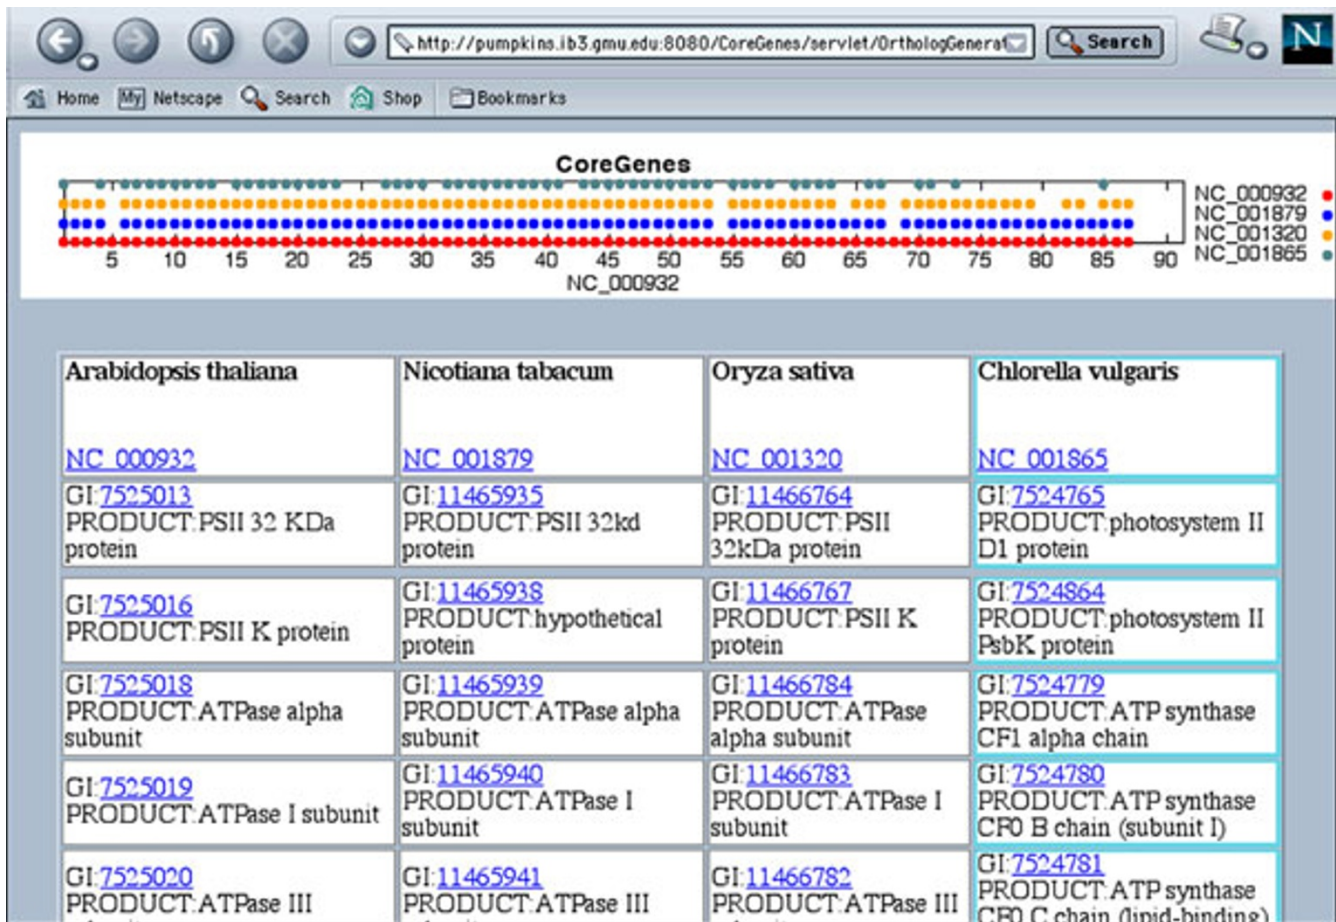 http://pumpkins.ib3.gmu.edu:8080/CoreGenes/servlet/OrthologGenerat
Search
N
Home My Netscape Search Shop Bookmarks
CoreGenes
NC_000932
NC_001879
NC_001320
NC_001865
5 10 15 20 25 30 35 40 45 50 55 60 65 70 75 80 85 90
NC_000932
Arabidopsis thaliana
NC_000932
Nicotiana tabacum
NC_001879
Oryza sativa
NC_001320
Chlorella vulgaris
NC_001865
GI:7525013
PRODUCT:PSII 32 KDa
protein
GI:11465935
PRODUCT:PSII 32kd
protein
GI:11466764
PRODUCT:PSII
32kDa protein
GI:7524765
PRODUCT:photosystem II
D1 protein
GI:7525016
PRODUCT:PSII K protein
GI:11465938
PRODUCT:hypothetical
protein
GI:11466767
PRODUCT:PSII K
protein
GI:7524864
PRODUCT:photosystem II
PsbK protein
GI:7525018
PRODUCT:ATPase alpha
subunit
GI:11465939
PRODUCT:ATPase alpha
subunit
GI:11466784
PRODUCT:ATPase
alpha subunit
GI:7524779
PRODUCT:ATP synthase
CF1 alpha chain
GI:7525019
PRODUCT:ATPase I subunit
GI:11465940
PRODUCT:ATPase I
subunit
GI:11466783
PRODUCT:ATPase I
subunit
GI:7524780
PRODUCT:ATP synthase
CF0 B chain (subunit I)
GI:7525020
PRODUCT:ATPase III
GI:11465941
PRODUCT:ATPase III
GI:11466782
PRODUCT:ATPase III
GI:7524781
PRODUCT:ATP synthase
CF0 C chain (lipid-binding)